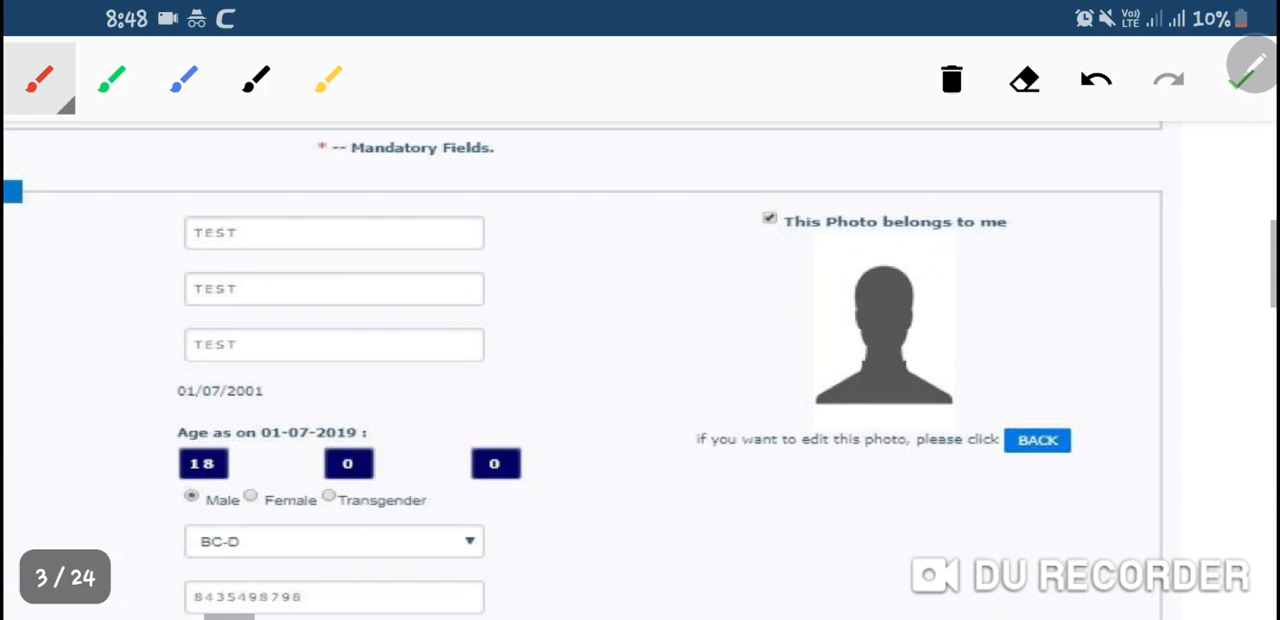 8:48
Vo))
LTE
10%
* -- Mandatory Fields.
TEST
This Photo belongs to me
TEST
TEST
01/07/2001
Age as on 01-07-2019 :
if you want to edit this photo, please click BACK
18 0 0
Male Female Transgender
BC-D
3 / 24
DU RECORDER
8435498798